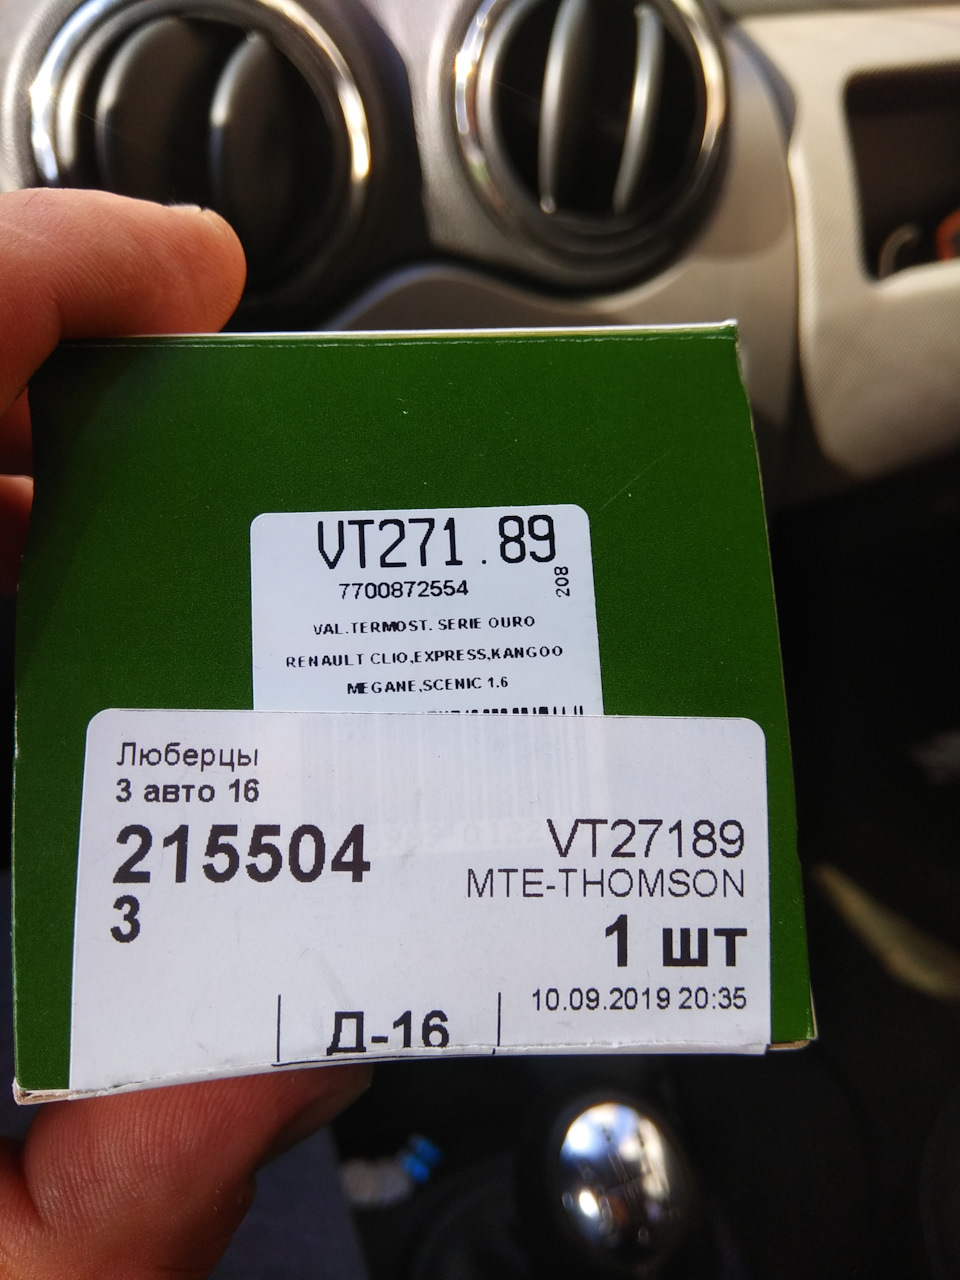 VT271.89
7700872554
208
VAL.TERMOST. SERIE OURO
RENAULT CLIO,EXPRESS,KANGOO
MEGANE,SCENIC 1.6
Люберцы
3 авто 16
215504
3
VT27189
MTE-THOMSON
1 шт
10.09.2019 20:35
Д-16